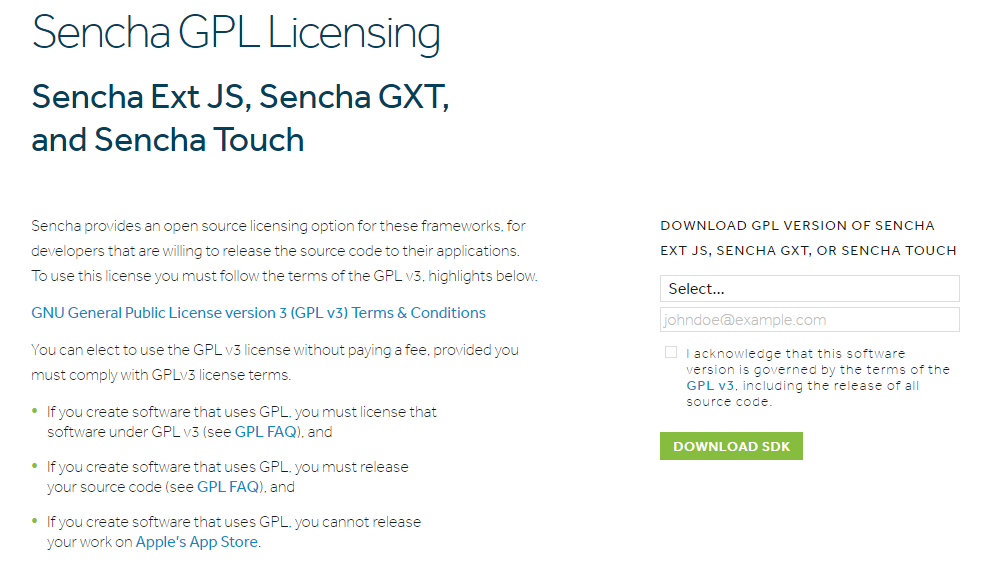 Sencha GPL Licensing
Sencha Ext JS, Sencha GXT,
and Sencha Touch
Sencha provides an open source licensing option for these frameworks, for
developers that are willing to release the source code to their applications.
To use this license you must follow the terms of the GPL v3, highlights below.
GNU General Public License version 3 (GPL v3) Terms & Conditions
You can elect to use the GPL v3 license without paying a fee, provided you
must comply with GPLv3 license terms.
• If you create software that uses GPL, you must license that
software under GPL v3 (see GPL FAQ), and
• If you create software that uses GPL, you must release
your source code (see GPL FAQ), and
• If you create software that uses GPL, you cannot release
your work on Apple's App Store.
DOWNLOAD GPL VERSION OF SENCHA
EXT JS, SENCHA GXT, OR SENCHA TOUCH
Select...
johndoe@example.com
I acknowledge that this software
version is governed by the terms of the
GPL v3, including the release of all
source code.
DOWNLOAD SDK